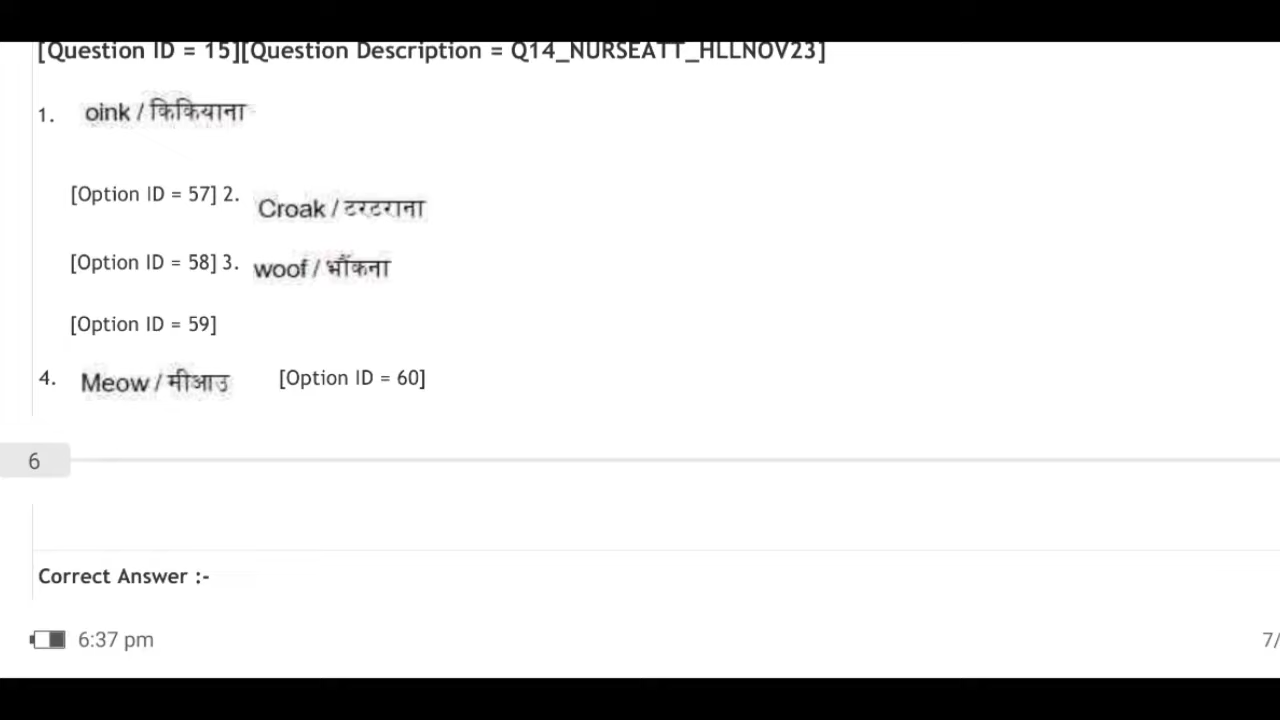 [Question ID = 15][Question Description = Q14_NURSEATT_HLLNOV23]
1. oink / किकियाना
[Option ID = 57] 2. Croak / टरटराना
[Option ID = 58] 3. woof / भौंकना
[Option ID = 59]
4. Meow / मीआउ [Option ID = 60]
6
Correct Answer :-
6:37 pm 7/